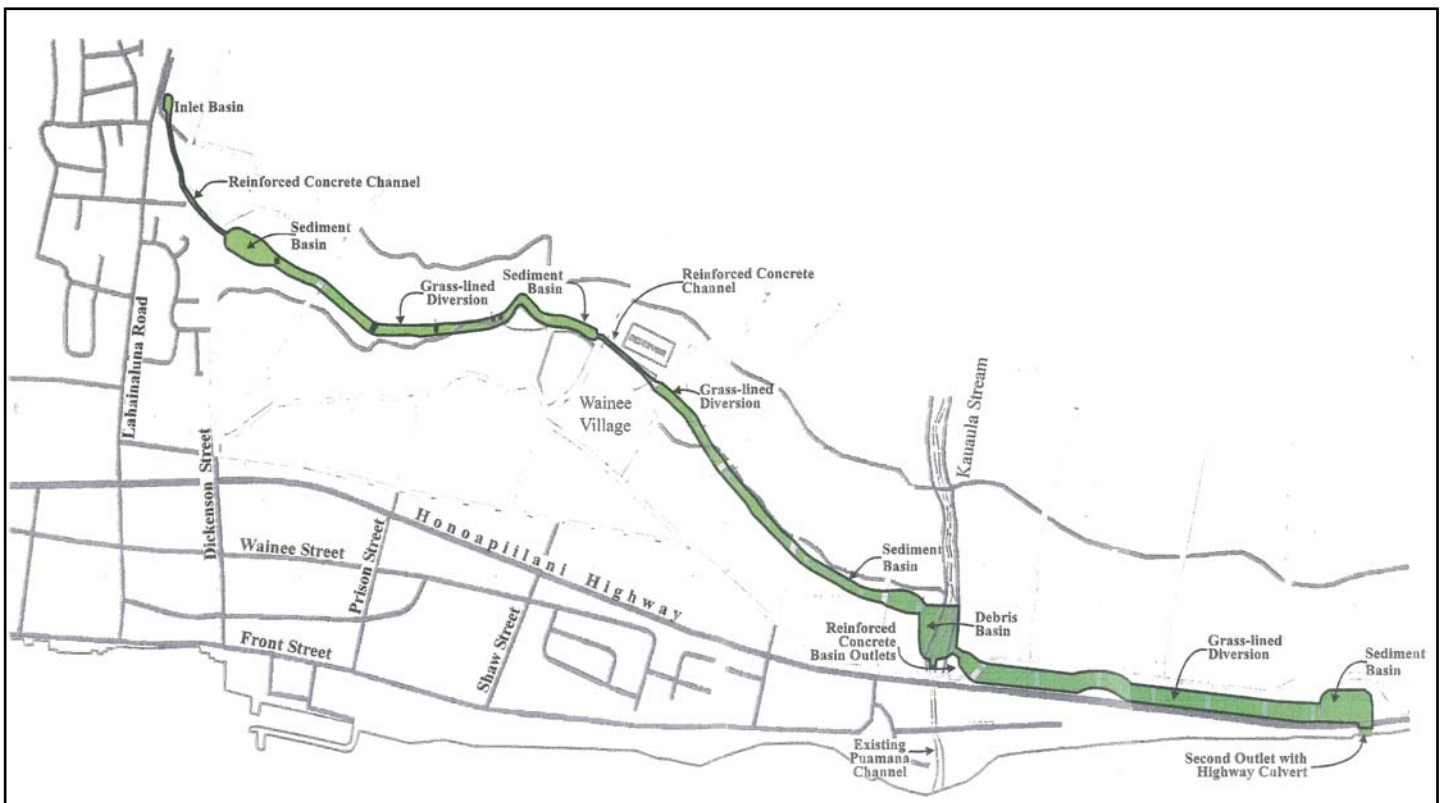 Inlet Basin
Reinforced Concrete Channel
Sediment
Basin
Grass-lined
Diversion
Sediment
Basin
Reinforced Concrete
Channel
RESERVOIR
Grass-lined
Diversion
Wainee
Village
Lahainaluna Road
Dickenson Street
Kauaula Stream
Wainee Street
Prison Street
Honoapiilani Highway
Shaw Street
Front Street
Sediment
Basin
Debris
Basin
Reinforced
Concrete
Basin Outlets
Grass-lined
Diversion
Sediment
Basin
Existing
Puamana
Channel
Second Outlet with
Highway Culvert